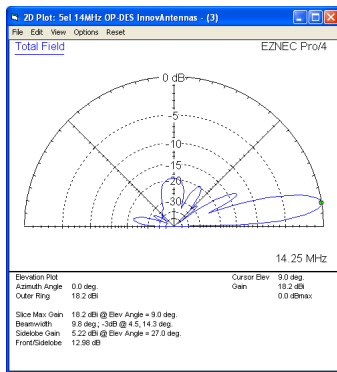 2D Plot: 5el 14MHz OP-DES InnovAntennas - (3)
File Edit View Options Reset
Total Field
EZNEC Pro/4
0 dB
-5
-10
-15
-20
-30
14.25 MHz
Elevation Plot
Azimuth Angle 0.0 deg.
Outer Ring 18.2 dBi
Cursor Elev 9.0 deg.
Gain 18.2 dBi
0.0 dBmax
Slice Max Gain 18.2 dBi @ Elev Angle = 9.0 deg.
Beamwidth 9.8 deg.; -3dB @ 4.5, 14.3 deg.
Sidelobe Gain 5.22 dBi @ Elev Angle = 27.0 deg.
Front/Sidelobe 12.98 dB